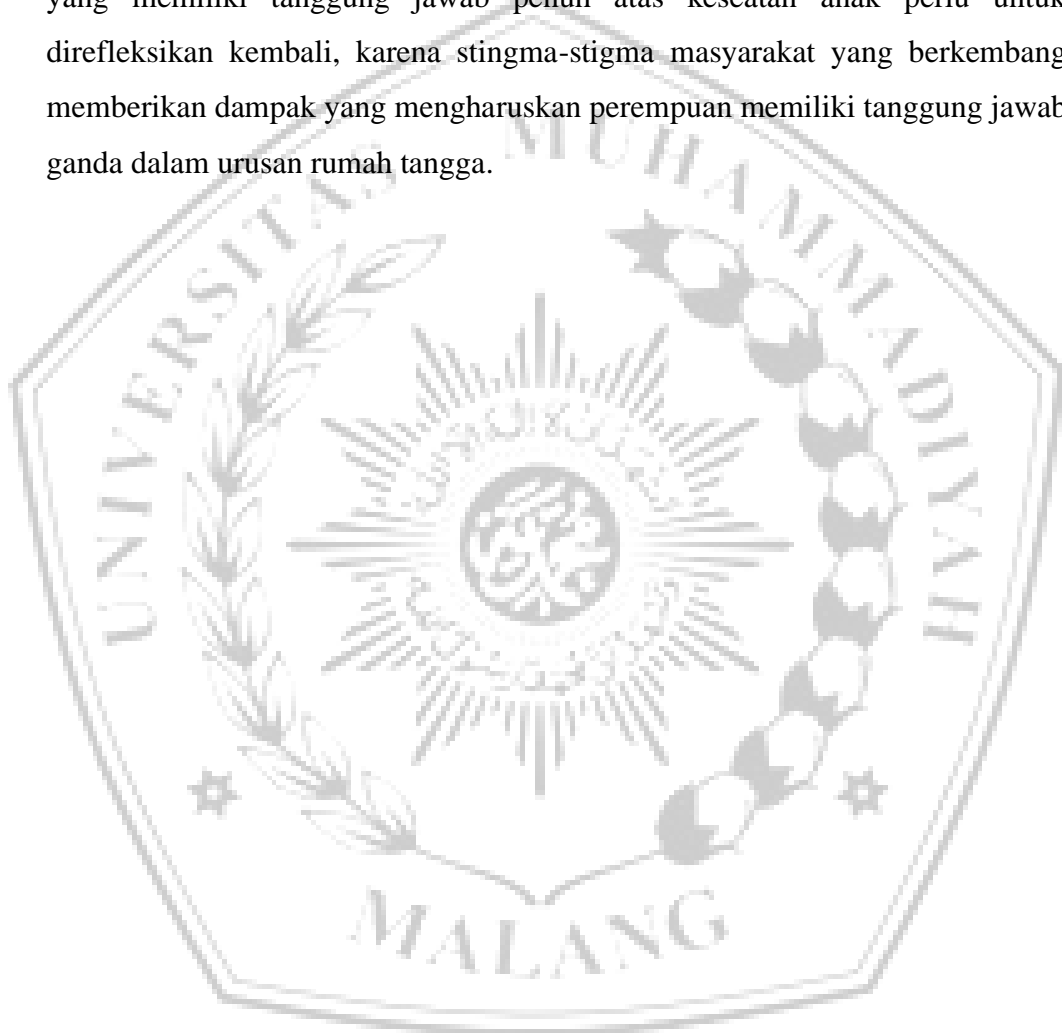 yang memiliki tanggung jawab penuh atas keseatan anak perlu untuk
direfleksikan kembali, karena stingma-stigma masyarakat yang berkembang
memberikan dampak yang mengharuskan perempuan memiliki tanggung jawab
ganda dalam urusan rumah tangga.
UNIVERSITAS MUHAMMADIYAH
MALANG